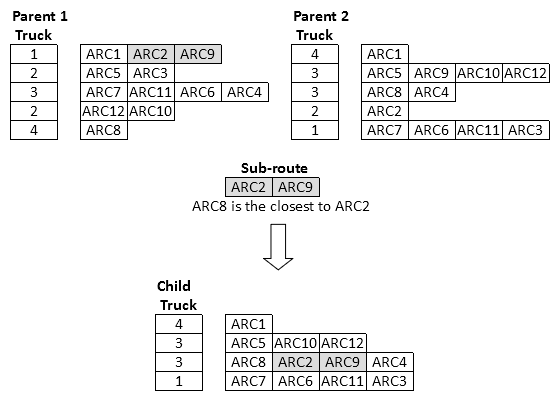 Parent 1
Truck
1 ARC1 ARC2 ARC9
2 ARC5 ARC3
3 ARC7 ARC11 ARC6 ARC4
2 ARC12 ARC10
4 ARC8
Parent 2
Truck
4 ARC1
3 ARC5 ARC9 ARC10 ARC12
3 ARC8 ARC4
2 ARC2
1 ARC7 ARC6 ARC11 ARC3
Sub-route
ARC2 ARC9
ARC8 is the closest to ARC2
Child
Truck
4 ARC1
3 ARC5 ARC10 ARC12
3 ARC8 ARC2 ARC9 ARC4
1 ARC7 ARC6 ARC11 ARC3